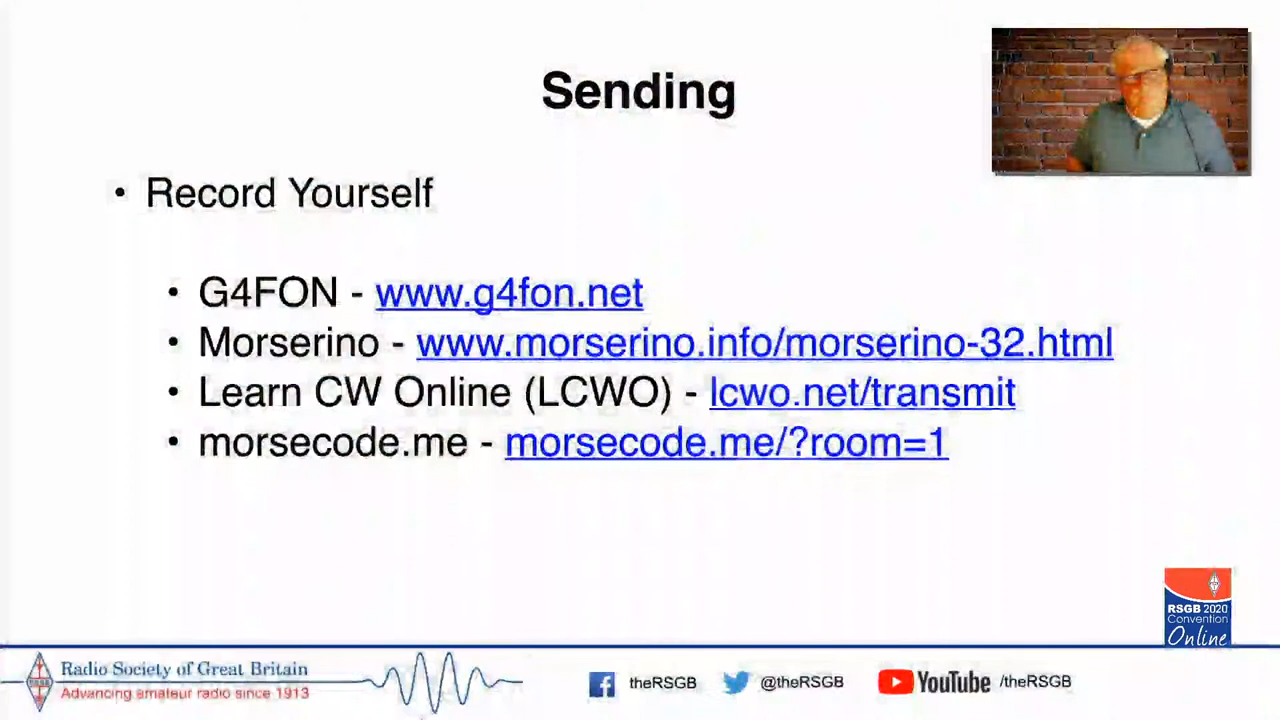 Sending
• Record Yourself
• G4FON - www.g4fon.net
• Morserino - www.morserino.info/morserino-32.html
• Learn CW Online (LCWO) - lcwo.net/transmit
• morsecode.me - morsecode.me/?room=1
RSGB 2020
Convention
Online
Radio Society of Great Britain
Advancing amateur radio since 1913
theRSGB
@theRSGB
YouTube /theRSGB